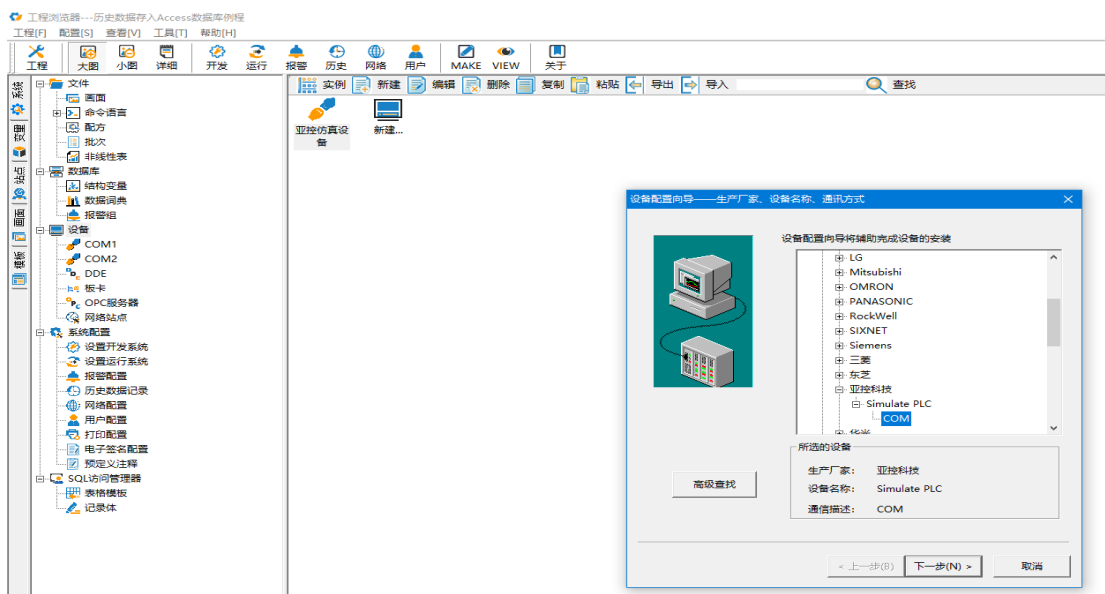 工程浏览器---历史数据存入Access数据库例程
工程[F] 配置[S] 查看[V] 工具[T] 帮助[H]
工程 大图 小图 详细 开发 运行 报警 历史 网络 用户 MAKE VIEW 关于
实例 新建 编辑 删除 复制 粘贴 导出 导入 查找
系统
变量
站点
画面
模板
文件
画面
命令语言
配方
批次
非线性表
数据库
结构变量
数据词典
报警组
设备
COM1
COM2
DDE
板卡
OPC服务器
网络站点
系统配置
设置开发系统
设置运行系统
报警配置
历史数据记录
网络配置
用户配置
打印配置
电子签名配置
预定义注释
SQL访问管理器
表格模板
记录体
亚控仿真设备
新建...
设备配置向导——生产厂家、设备名称、通讯方式
设备配置向导将辅助完成设备的安装
LG
Mitsubishi
OMRON
PANASONIC
RockWell
SIXNET
Siemens
三菱
东芝
亚控科技
Simulate PLC
COM
所选的设备
生产厂家: 亚控科技
设备名称: Simulate PLC
通信描述: COM
高级查找
< 上一步(B) 下一步(N) > 取消